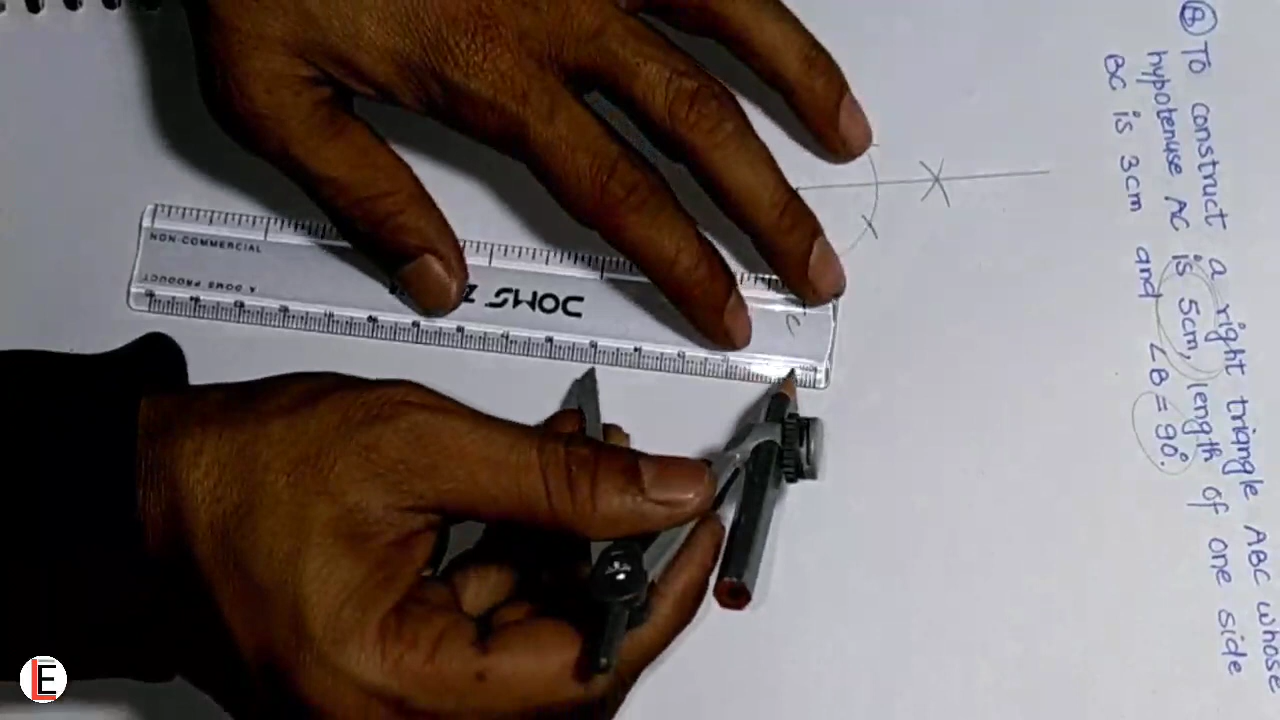 B To construct a right triangle ABC whose
hypotenuse AC is 5cm, length of one side
BC is 3cm and ∠B = 90°.
NON-COMMERCIAL
A DOMS PRODUCT
DOMS
C
LE